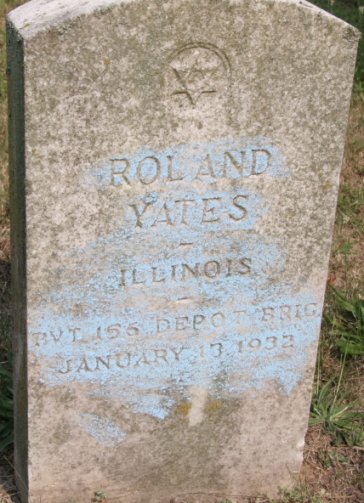 ROLAND
YATES
-
ILLINOIS
-
PVT 156 DEPOT BRIG
JANUARY 13 1932